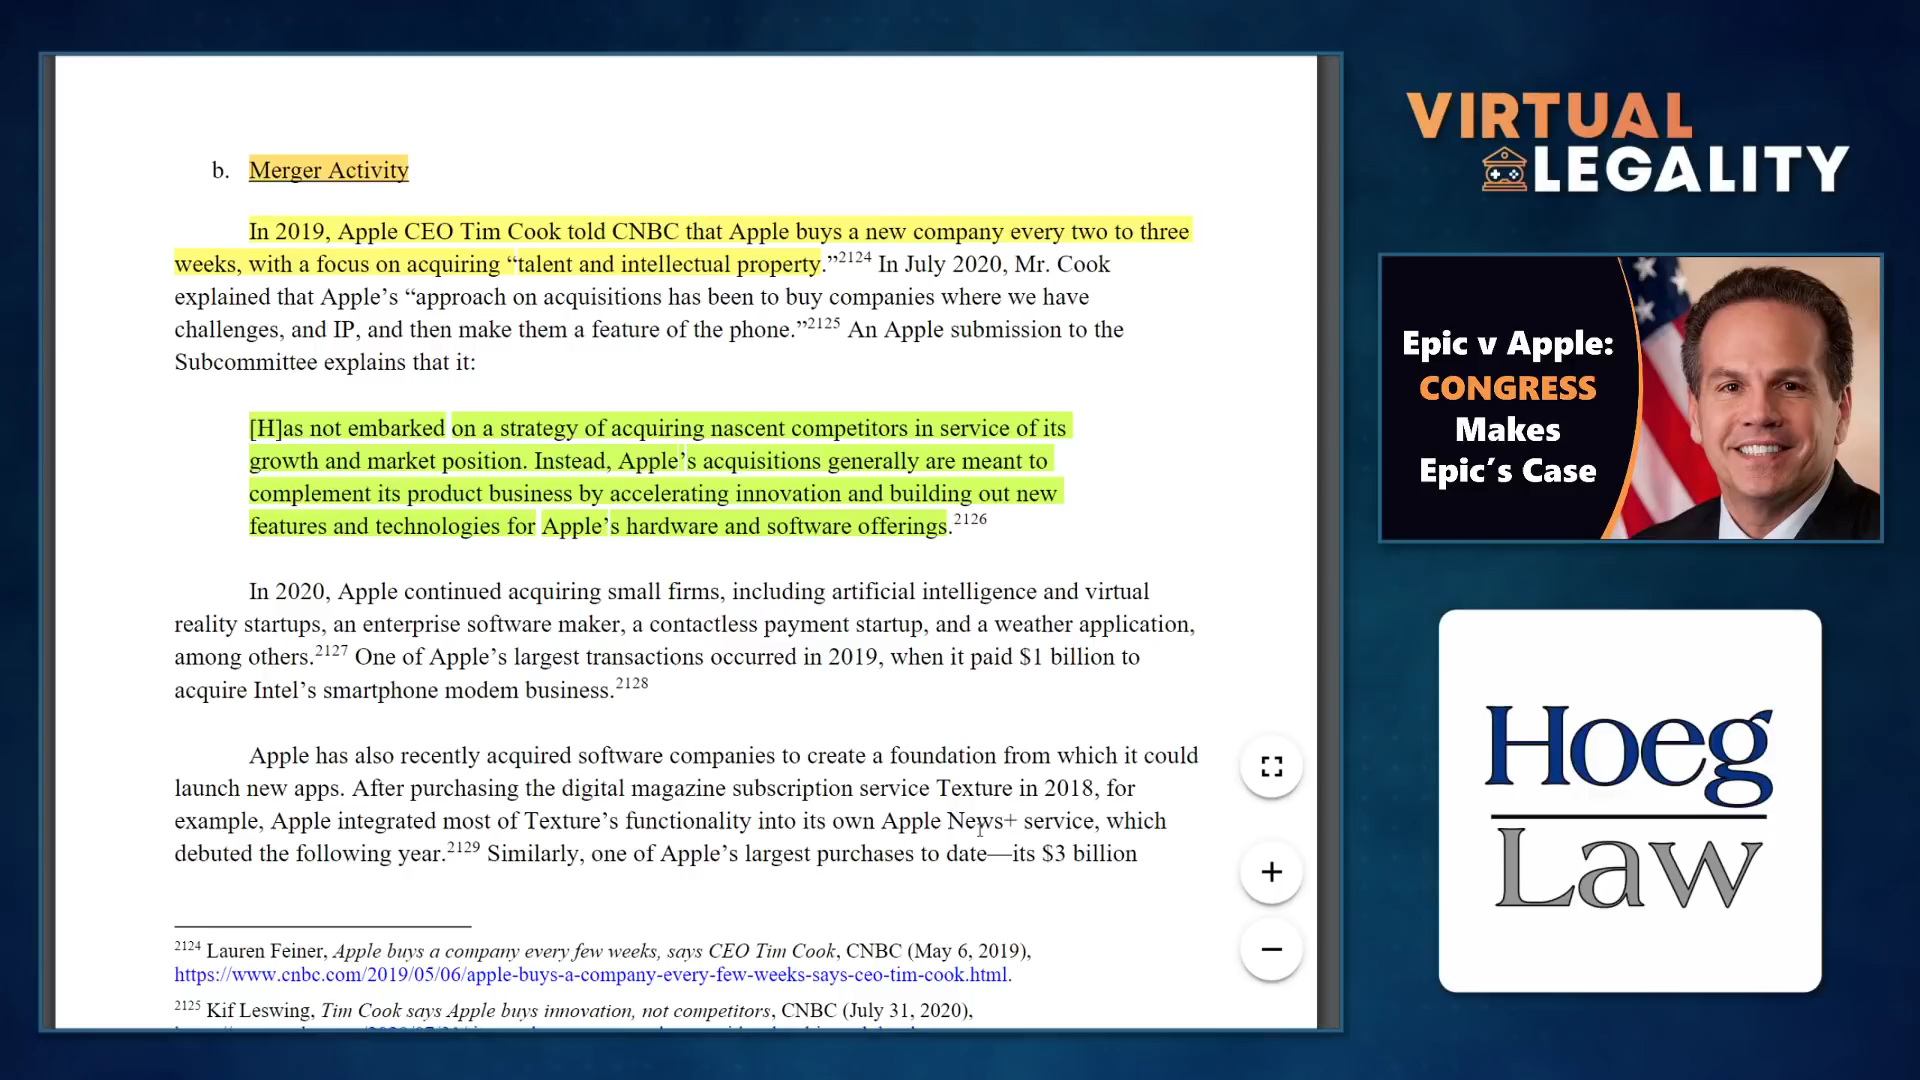 b. Merger Activity
In 2019, Apple CEO Tim Cook told CNBC that Apple buys a new company every two to three
weeks, with a focus on acquiring “talent and intellectual property.”2124 In July 2020, Mr. Cook
explained that Apple’s “approach on acquisitions has been to buy companies where we have
challenges, and IP, and then make them a feature of the phone.”2125 An Apple submission to the
Subcommittee explains that it:
[H]as not embarked on a strategy of acquiring nascent competitors in service of its
growth and market position. Instead, Apple’s acquisitions generally are meant to
complement its product business by accelerating innovation and building out new
features and technologies for Apple’s hardware and software offerings.2126
In 2020, Apple continued acquiring small firms, including artificial intelligence and virtual
reality startups, an enterprise software maker, a contactless payment startup, and a weather application,
among others.2127 One of Apple’s largest transactions occurred in 2019, when it paid $1 billion to
acquire Intel’s smartphone modem business.2128
Apple has also recently acquired software companies to create a foundation from which it could
launch new apps. After purchasing the digital magazine subscription service Texture in 2018, for
example, Apple integrated most of Texture’s functionality into its own Apple News+ service, which
debuted the following year.2129 Similarly, one of Apple’s largest purchases to date—its $3 billion
2124 Lauren Feiner, Apple buys a company every few weeks, says CEO Tim Cook, CNBC (May 6, 2019),
https://www.cnbc.com/2019/05/06/apple-buys-a-company-every-few-weeks-says-ceo-tim-cook.html.
2125 Kif Leswing, Tim Cook says Apple buys innovation, not competitors, CNBC (July 31, 2020),
VIRTUAL
LEGALITY
Epic v Apple:
CONGRESS
Makes
Epic’s Case
Hoeg
Law